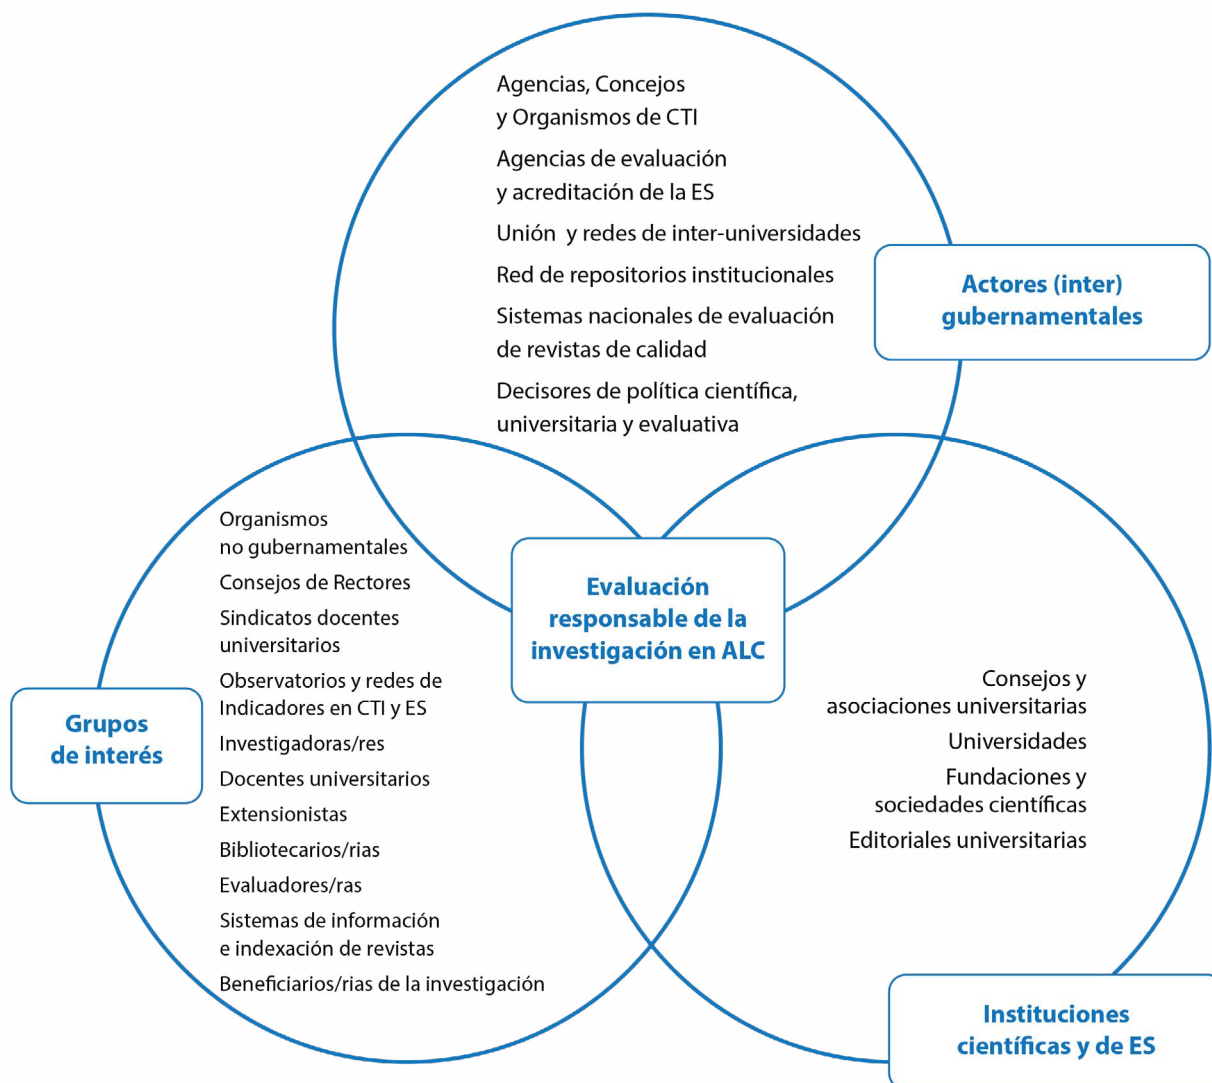 Agencias, Concejos
y Organismos de CTI
Agencias de evaluación
y acreditación de la ES
Unión y redes de inter-universidades
Red de repositorios institucionales
Sistemas nacionales de evaluación
de revistas de calidad
Decisores de política científica,
universitaria y evaluativa
Actores (inter)
gubernamentales
Organismos
no gubernamentales
Consejos de Rectores
Sindicatos docentes
universitarios
Observatorios y redes de
Indicadores en CTI y ES
Investigadoras/res
Docentes universitarios
Extensionistas
Bibliotecarios/rias
Evaluadores/ras
Sistemas de información
e indexación de revistas
Beneficiarios/rias de la investigación
Grupos
de interés
Evaluación
responsable de la
investigación en ALC
Consejos y
asociaciones universitarias
Universidades
Fundaciones y
sociedades científicas
Editoriales universitarias
Instituciones
científicas y de ES